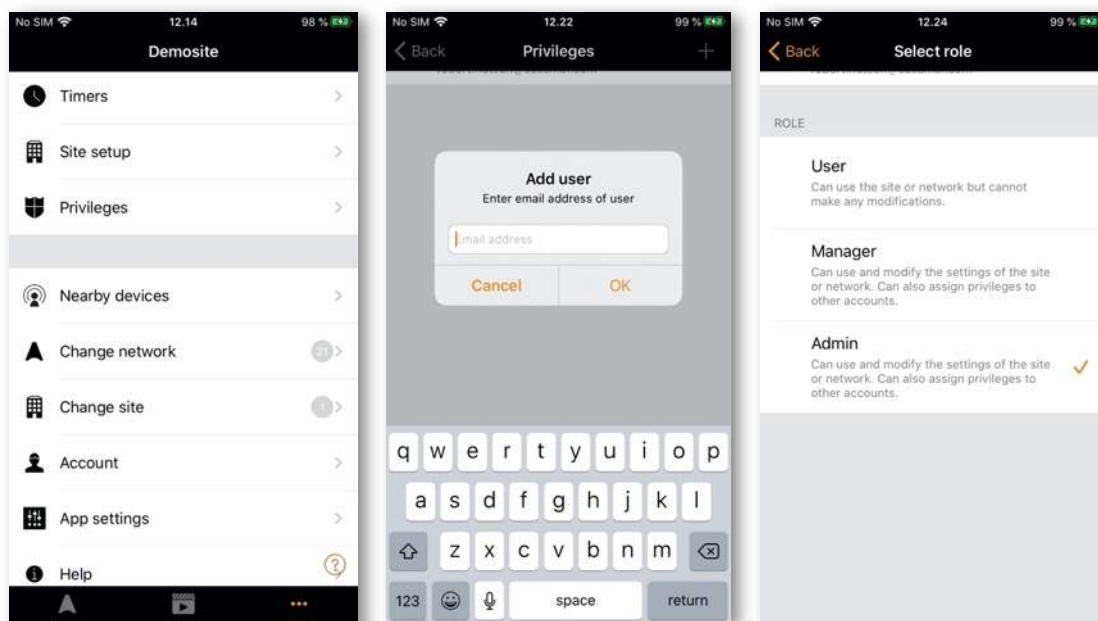 No SIM 12.14 98 %
Demosite
Timers
Site setup
Privileges
Nearby devices
Change network 21
Change site 1
Account
App settings
Help ?
No SIM 12.22 99 %
Back Privileges +
Add user
Enter email address of user
Email address
Cancel OK
q w e r t y u i o p
a s d f g h j k l
z x c v b n m
123 space return
No SIM 12.24 99 %
Back Select role
ROLE
User
Can use the site or network but cannot
make any modifications.
Manager
Can use and modify the settings of the site
or network. Can also assign privileges to
other accounts.
Admin
Can use and modify the settings of the site
or network. Can also assign privileges to
other accounts.